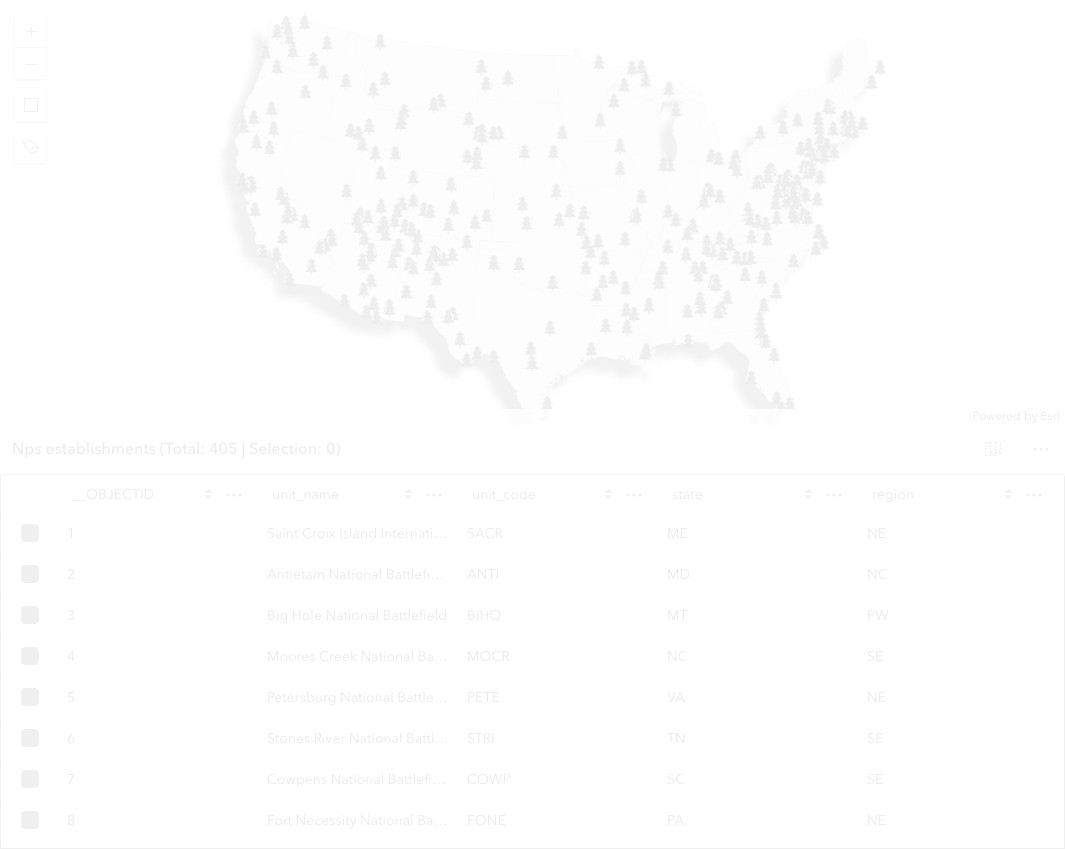 +
−
Powered by Esri
Nps establishments (Total: 405 | Selection: 0)
__OBJECTID unit_name unit_code state region
1 Saint Croix Island Internati... SACR ME NE
2 Antietam National Battlefi... ANTI MD NC
3 Big Hole National Battlefield BIHO MT PW
4 Moores Creek National Ba... MOCR NC SE
5 Petersburg National Battle... PETE VA NE
6 Stones River National Battl... STRI TN SE
7 Cowpens National Battlefi... COWP SC SE
8 Fort Necessity National Ba... FONE PA NE